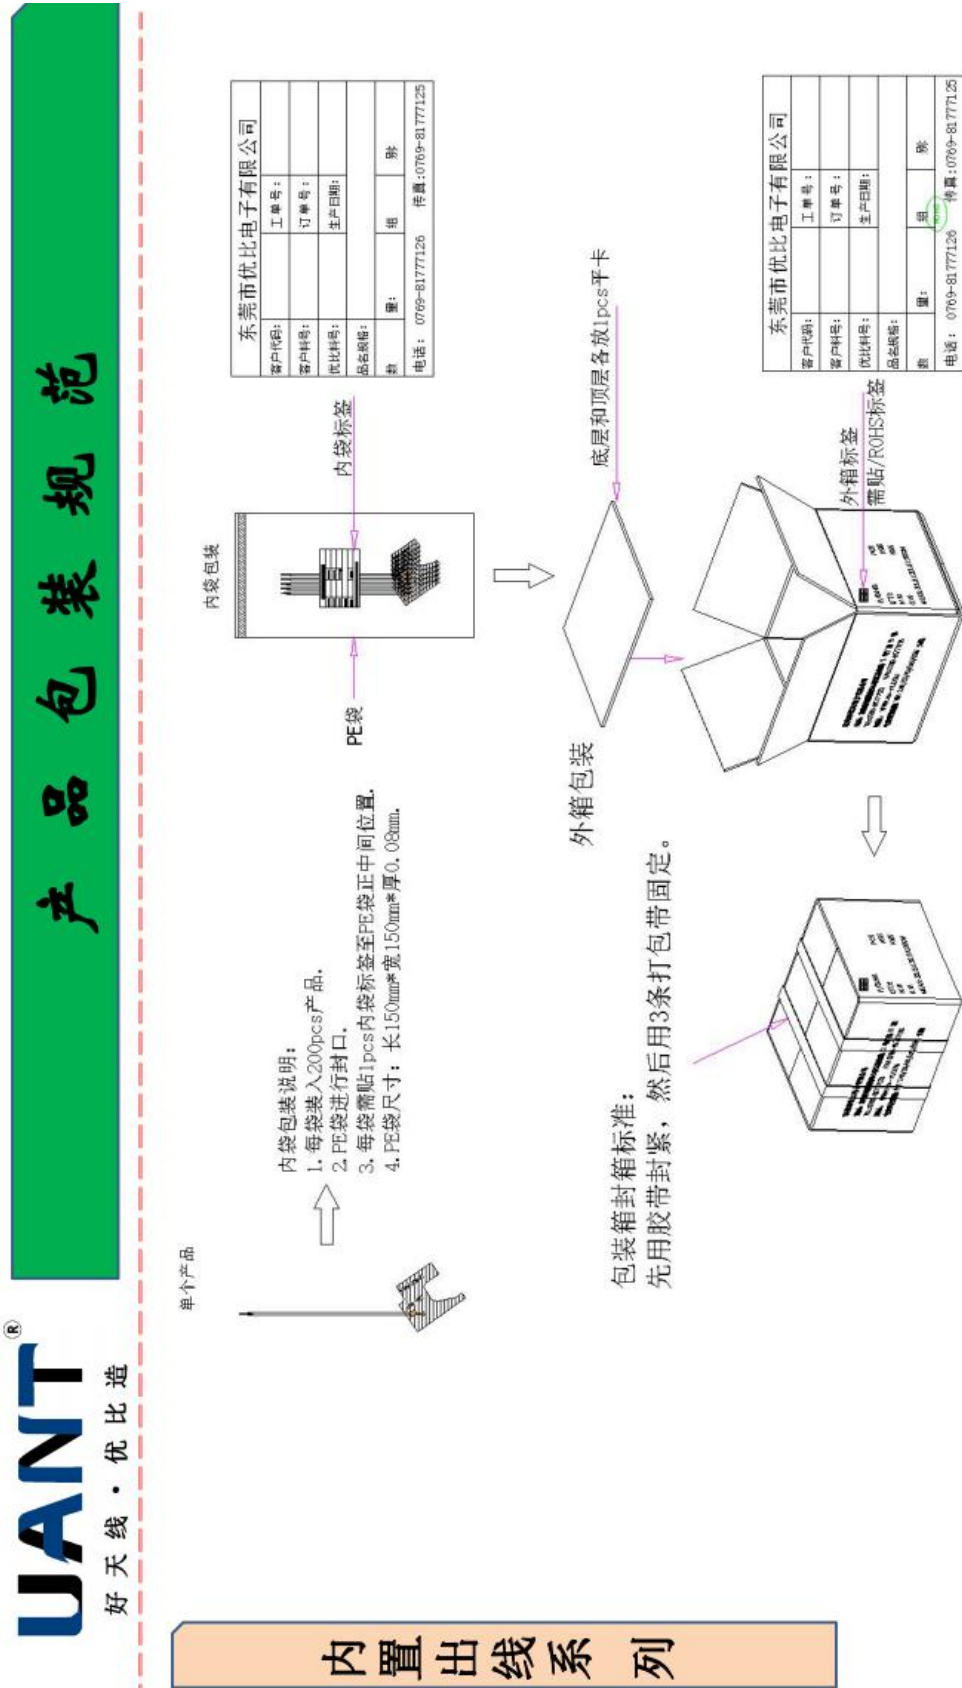 UANT®
好天线·优比造
产品包装规范
内置出线系列
单个产品
内袋包装说明：
1.每袋装入200pcs产品.
2.PE袋进行封口.
3.每袋需贴1pcs内袋标签至PE袋正中间位置.
4.PE袋尺寸：长150mm*宽150mm*厚0.08mm.
内袋包装
PE袋
内袋标签
东莞市优比电子有限公司
客户代码： 工单号：
客户料号： 订单号：
优比料号： 生产日期：
品名规格：
数 量： 组 别
电话： 0769-81777126 传真:0769-81777125
包装箱封箱标准：
先用胶带封紧，然后用3条打包带固定。
外箱包装
底层和顶层各放1pcs平卡
外箱标签
需贴/ROHS标签
东莞市优比电子有限公司
客户代码： 工单号：
客户料号： 订单号：
优比料号： 生产日期：
品名规格：
数 量： 组 别
电话： 0769-81777126 传真:0769-81777125